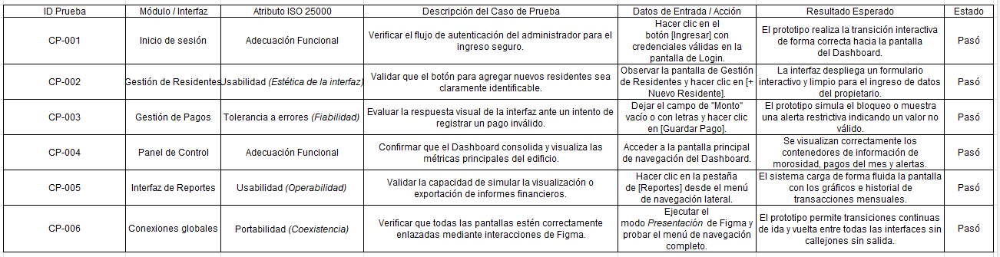 ID Prueba	Módulo / Interfaz	Atributo ISO 25000	Descripción del Caso de Prueba	Datos de Entrada / Acción	Resultado Esperado	Estado
CP-001
Inicio de sesión
Adecuación Funcional
Verificar el flujo de autenticación del administrador para el
ingreso seguro.
Hacer clic en el
botón [Ingresar] con
credenciales válidas en la
pantalla de Login.
El prototipo realiza la transición interactiva
de forma correcta hacia la pantalla
del Dashboard.
Pasó
CP-002
Gestión de Residentes
Usabilidad (Estética de la interfaz)
Validar que el botón para agregar nuevos residentes sea
claramente identificable.
Observar la pantalla de Gestión
de Residentes y hacer clic en [+
Nuevo Residente].
La interfaz despliega un formulario
interactivo y limpio para el ingreso de datos
del propietario.
Pasó
CP-003
Gestión de Pagos
Tolerancia a errores (Fiabilidad)
Evaluar la respuesta visual de la interfaz ante un intento de
registrar un pago inválido.
Dejar el campo de "Monto"
vacío o con letras y hacer clic
en [Guardar Pago].
El prototipo simula el bloqueo o muestra
una alerta restrictiva indicando un valor no
válido.
Pasó
CP-004
Panel de Control
Adecuación Funcional
Confirmar que el Dashboard consolida y visualiza las
métricas principales del edificio.
Acceder a la pantalla principal
de navegación del Dashboard.
Se visualizan correctamente los
contenedores de información de
morosidad, pagos del mes y alertas.
Pasó
CP-005
Interfaz de Reportes
Usabilidad (Operabilidad)
Validar la capacidad de simular la visualización o
exportación de informes financieros.
Hacer clic en la pestaña
de [Reportes] desde el menú
de navegación lateral.
El sistema carga de forma fluida la pantalla
con los gráficos e historial de
transacciones mensuales.
Pasó
CP-006
Conexiones globales
Portabilidad (Coexistencia)
Verificar que todas las pantallas estén correctamente
enlazadas mediante interacciones de Figma.
Ejecutar el
modo Presentación de Figma y
probar el menú de navegación
completo.
El prototipo permite transiciones continuas
de ida y vuelta entre todas las interfaces sin
callejones sin salida.
Pasó